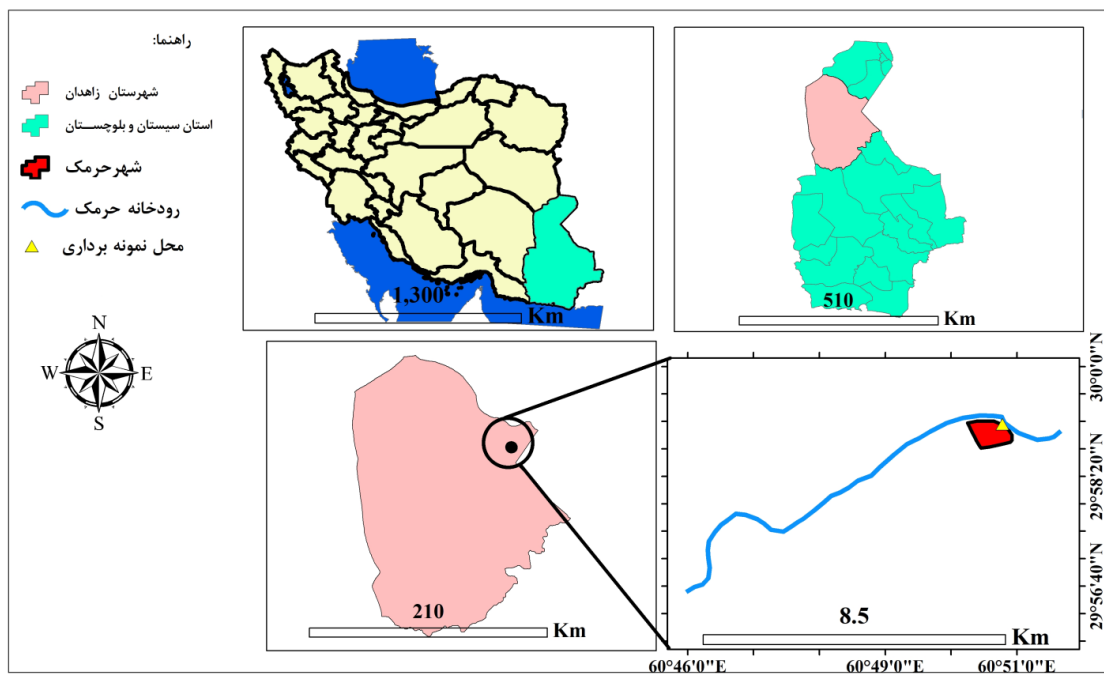 راهنما:
شهرستان زاهدان
استان سیستان و بلوچستان
شهر حرمک
رودخانه حرمک
محل نمونه برداری
N
W E
S
1,300
Km
510
Km
210
Km
8.5
Km
30°0'0"N
29°58'20"N
29°56'40"N
60°46'0"E 60°49'0"E 60°51'0"E